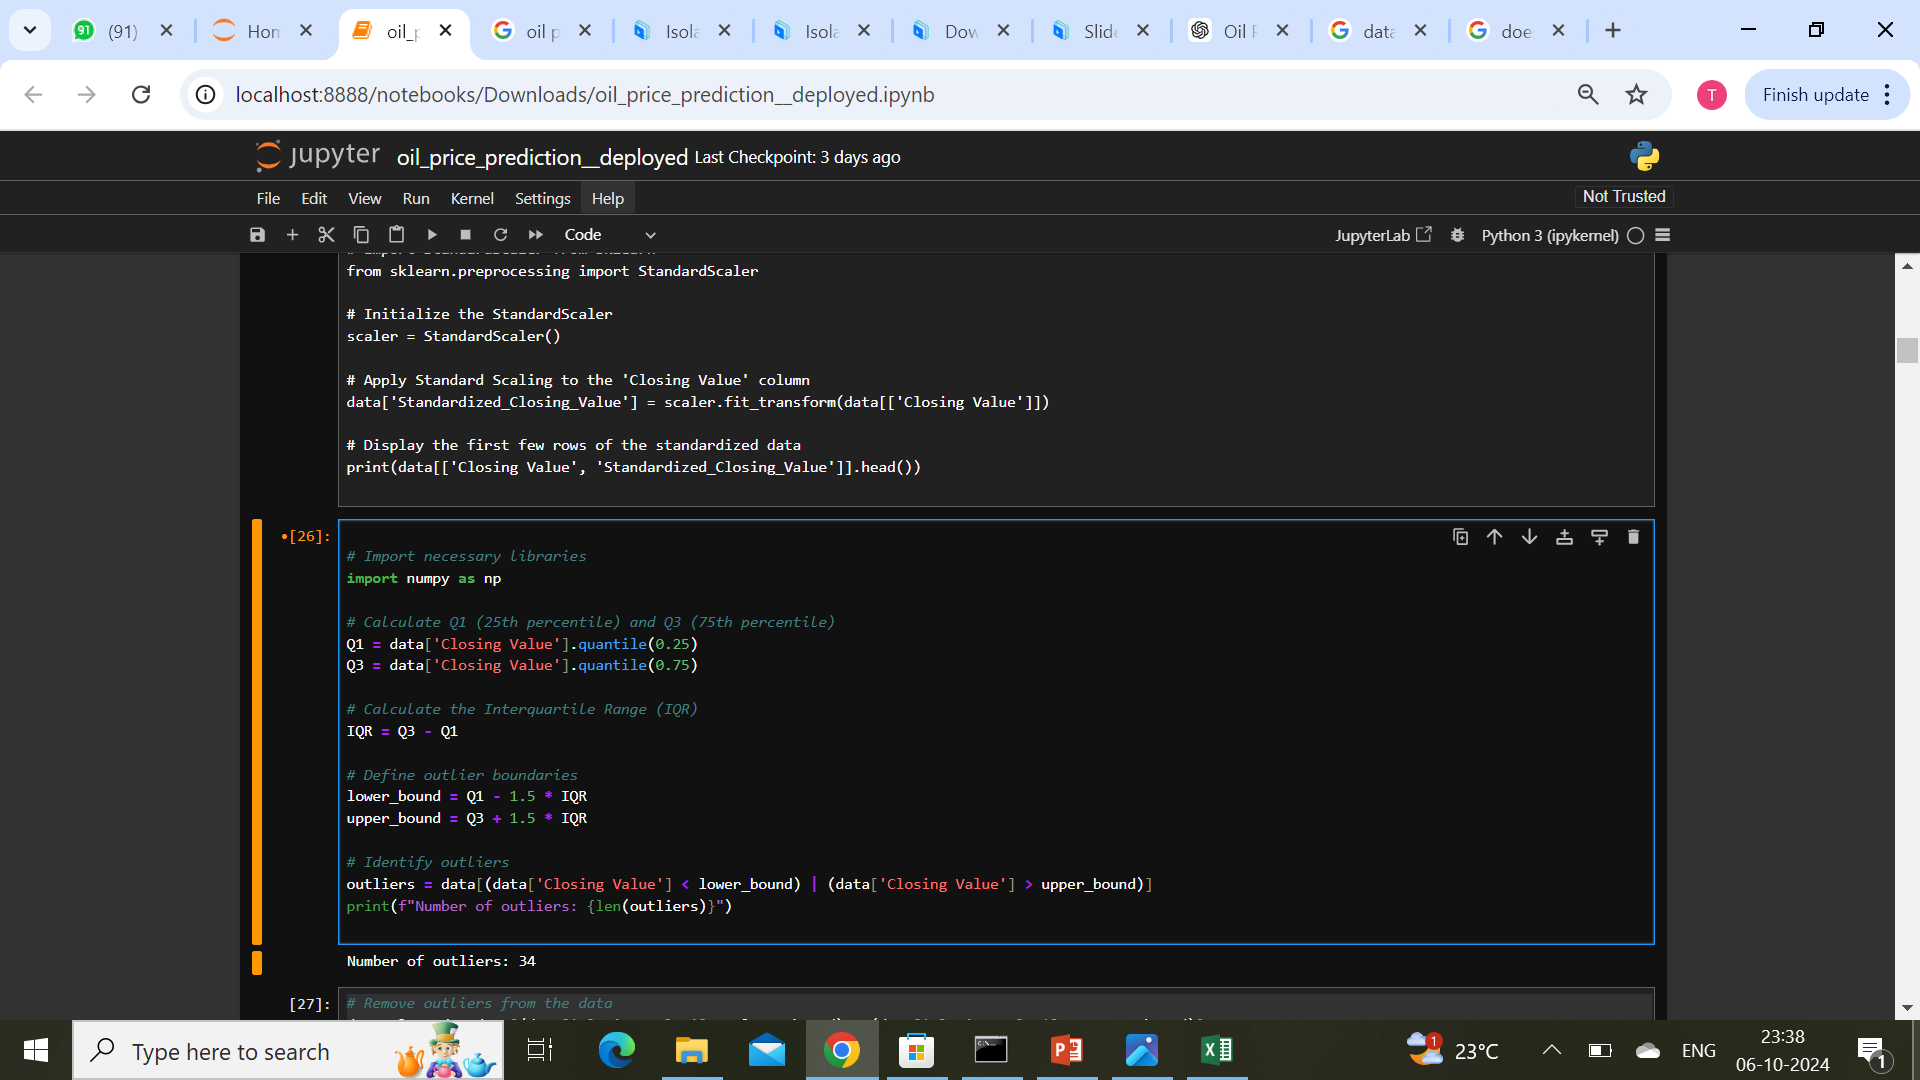 (91)
Hon
oil_p
oil p
Isola
Isola
Dow
Slide
Oil P
data
doe
localhost:8888/notebooks/Downloads/oil_price_prediction__deployed.ipynb
T
Finish update
jupyter oil_price_prediction__deployed Last Checkpoint: 3 days ago
File Edit View Run Kernel Settings Help
Not Trusted
Code
JupyterLab
Python 3 (ipykernel)
from sklearn.preprocessing import StandardScaler
# Initialize the StandardScaler
scaler = StandardScaler()
# Apply Standard Scaling to the 'Closing Value' column
data['Standardized_Closing_Value'] = scaler.fit_transform(data[['Closing Value']])
# Display the first few rows of the standardized data
print(data[['Closing Value', 'Standardized_Closing_Value']].head())
•[26]:
# Import necessary libraries
import numpy as np
# Calculate Q1 (25th percentile) and Q3 (75th percentile)
Q1 = data['Closing Value'].quantile(0.25)
Q3 = data['Closing Value'].quantile(0.75)
# Calculate the Interquartile Range (IQR)
IQR = Q3 - Q1
# Define outlier boundaries
lower_bound = Q1 - 1.5 * IQR
upper_bound = Q3 + 1.5 * IQR
# Identify outliers
outliers = data[(data['Closing Value'] < lower_bound) | (data['Closing Value'] > upper_bound)]
print(f"Number of outliers: {len(outliers)}")
Number of outliers: 34
[27]:
# Remove outliers from the data
Type here to search
1
23°C
ENG
23:38
06-10-2024
1